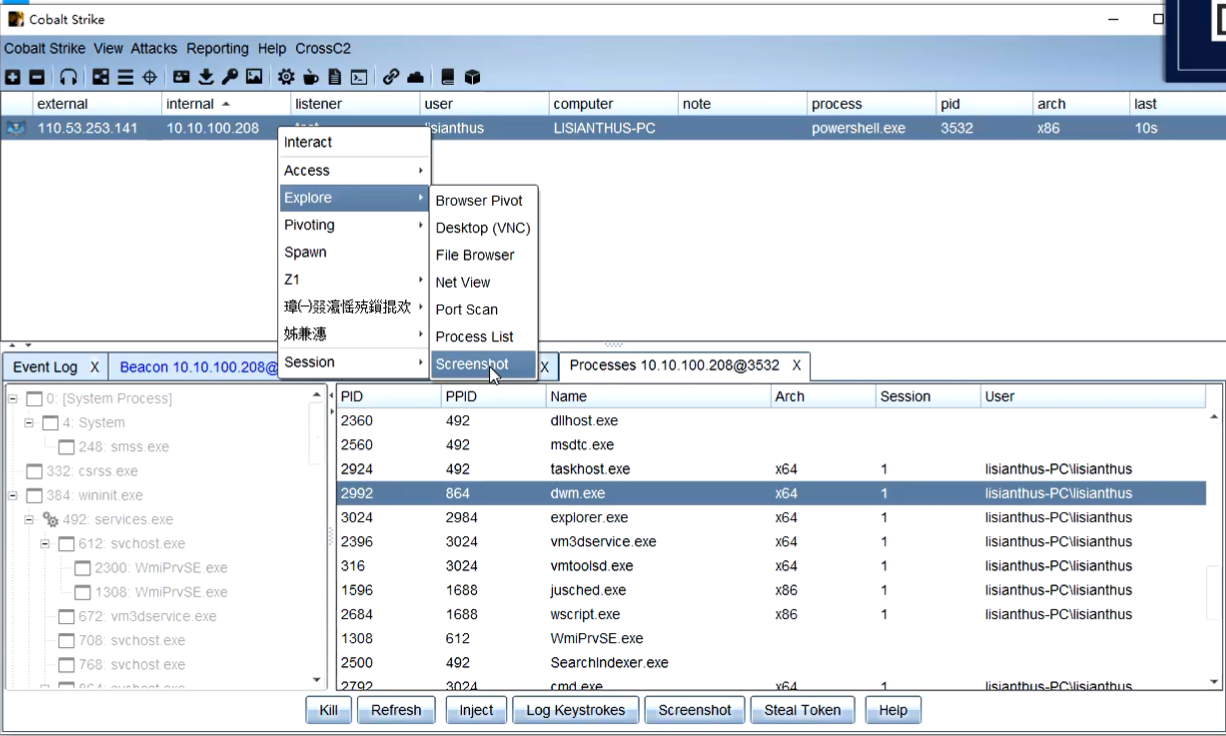 Cobalt Strike
Cobalt Strike View Attacks Reporting Help CrossC2
external internal listener user computer note process pid arch last
110.53.253.141 10.10.100.208 lisianthus LISIANTHUS-PC powershell.exe 3532 x86 10s
Interact
Access
Explore
Pivoting
Spawn
Z1
姊兼漶
Session
Browser Pivot
Desktop (VNC)
File Browser
Net View
Port Scan
Process List
Screenshot
Event Log X Beacon 10.10.100.208@ X Processes 10.10.100.208@3532 X
0: [System Process]
4: System
248: smss.exe
332: csrss.exe
384: wininit.exe
492: services.exe
612: svchost.exe
2300: WmiPrvSE.exe
1308: WmiPrvSE.exe
672: vm3dservice.exe
708: svchost.exe
768: svchost.exe
864: svchost.exe
PID PPID Name Arch Session User
2360 492 dllhost.exe
2560 492 msdtc.exe
2924 492 taskhost.exe x64 1 lisianthus-PC\lisianthus
2992 864 dwm.exe x64 1 lisianthus-PC\lisianthus
3024 2984 explorer.exe x64 1 lisianthus-PC\lisianthus
2396 3024 vm3dservice.exe x64 1 lisianthus-PC\lisianthus
316 3024 vmtoolsd.exe x64 1 lisianthus-PC\lisianthus
1596 1688 jusched.exe x86 1 lisianthus-PC\lisianthus
2684 1688 wscript.exe x86 1 lisianthus-PC\lisianthus
1308 612 WmiPrvSE.exe
2500 492 SearchIndexer.exe
2792 3024 cmd.exe x64 1 lisianthus-PC\lisianthus
Kill Refresh Inject Log Keystrokes Screenshot Steal Token Help